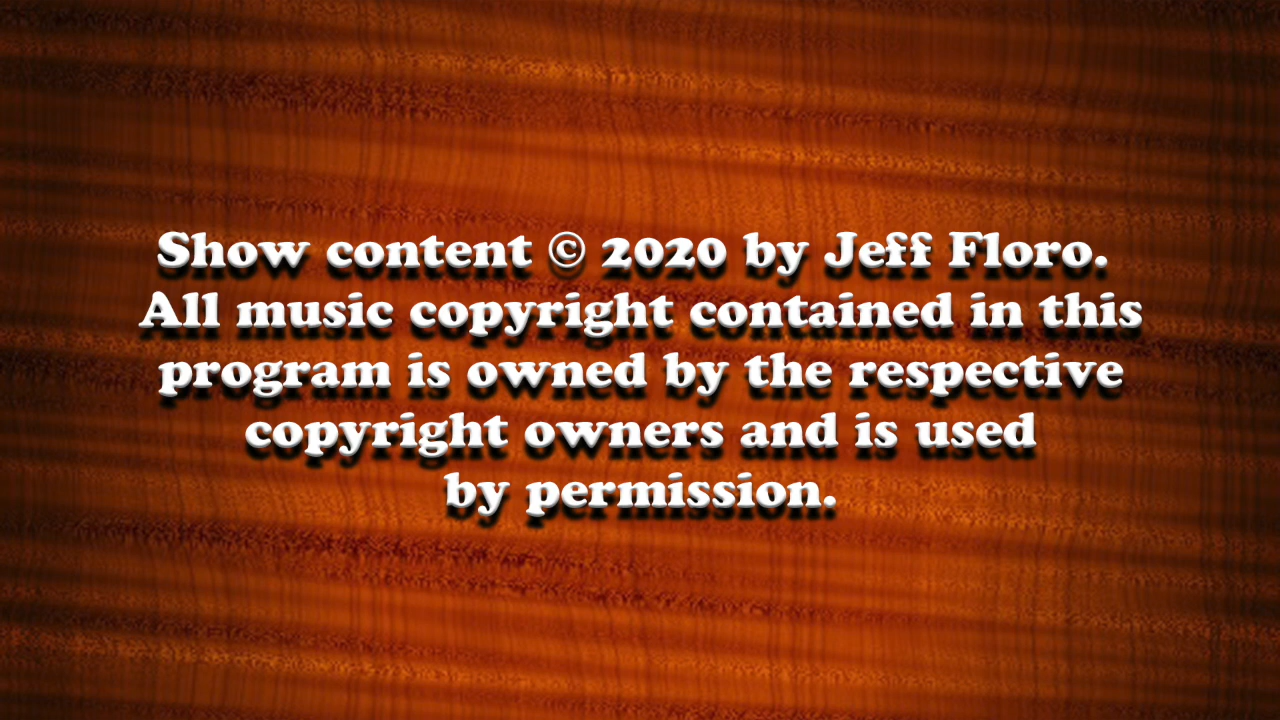 Show content © 2020 by Jeff Floro.
All music copyright contained in this
program is owned by the respective
copyright owners and is used
by permission.